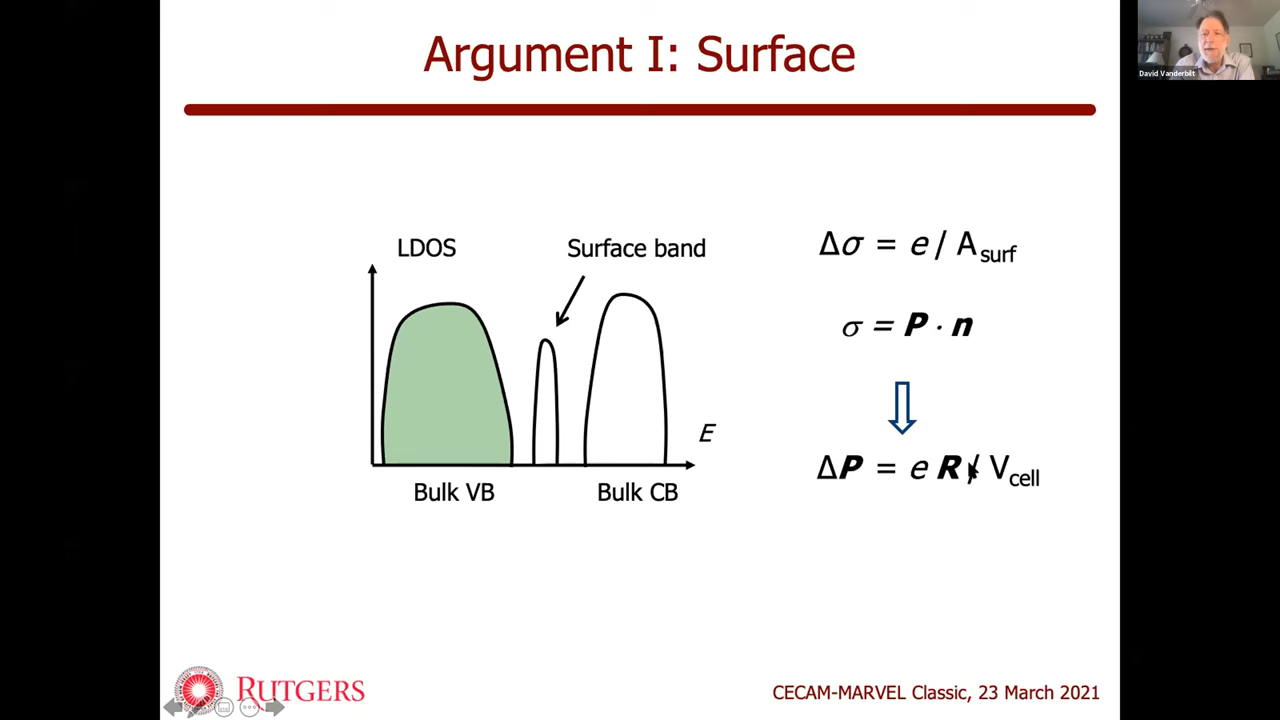 Argument I: Surface
David Vanderbilt
LDOS
Surface band
E
Bulk VB
Bulk CB
Δσ = e / A_surf
σ = P · n
ΔP = e R / V_cell
RUTGERS
CECAM-MARVEL Classic, 23 March 2021